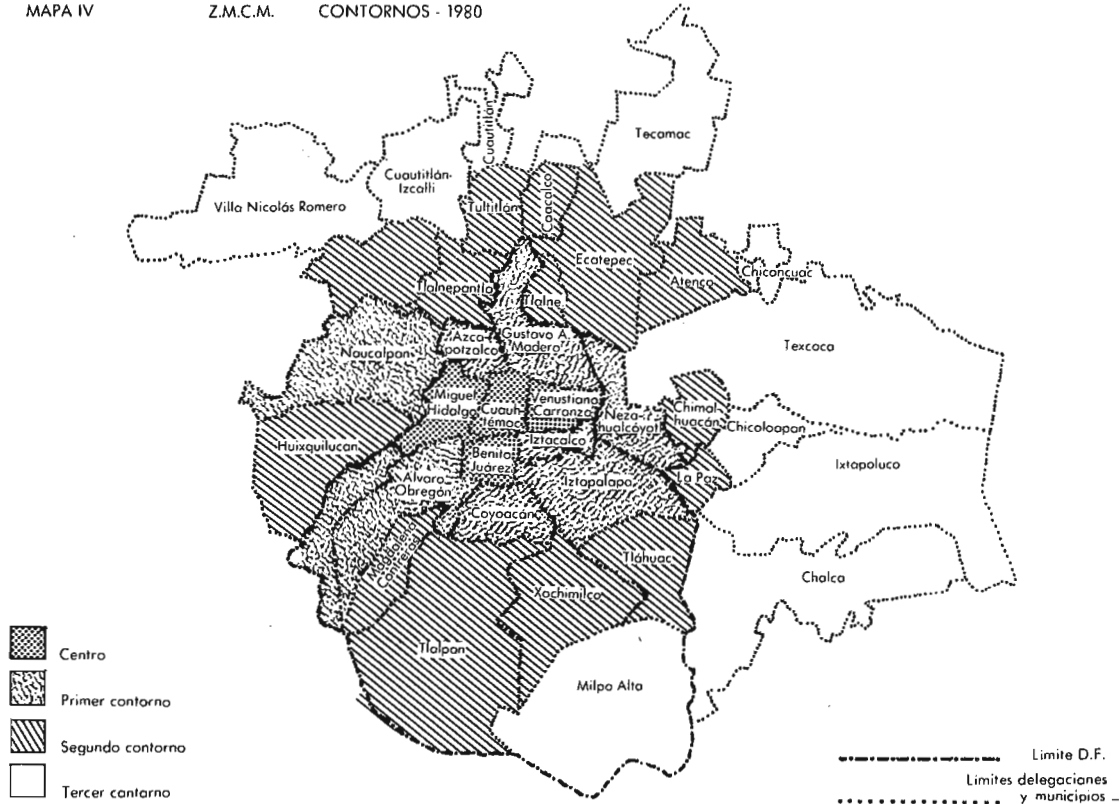 MAPA IV Z.M.C.M. CONTORNOS - 1980
Tecamac
Cuautitlán
Cuautitlán-
Izcalli
Villa Nicolás Romero
Tultitlán
Coacalco
Ecatepec
Atenco
Chicancuac
Tlalnepantla
Tlalne.
Texcoco
Naucalpan
Azca-
potzalco
Gustavo A.
Madero
Miguel
Hidalgo
Cuauh-
témoc
Venustiano
Carranza
Neza-
hualcóyotl
Chimal-
huacán
Chicoloapan
Huixquilucan
Iztacalco
Benito
Juárez
Ixtapaluca
La Paz
Alvaro
Obregón
Iztapalapa
Coyoacán
Magdalena
Contreras
Tláhuac
Chalco
Xochimilco
Tlalpan
Milpa Alta
Centro
Primer contorno
Segundo contorno
Tercer contorno
Limite D.F.
Limites delegaciones
y municipios